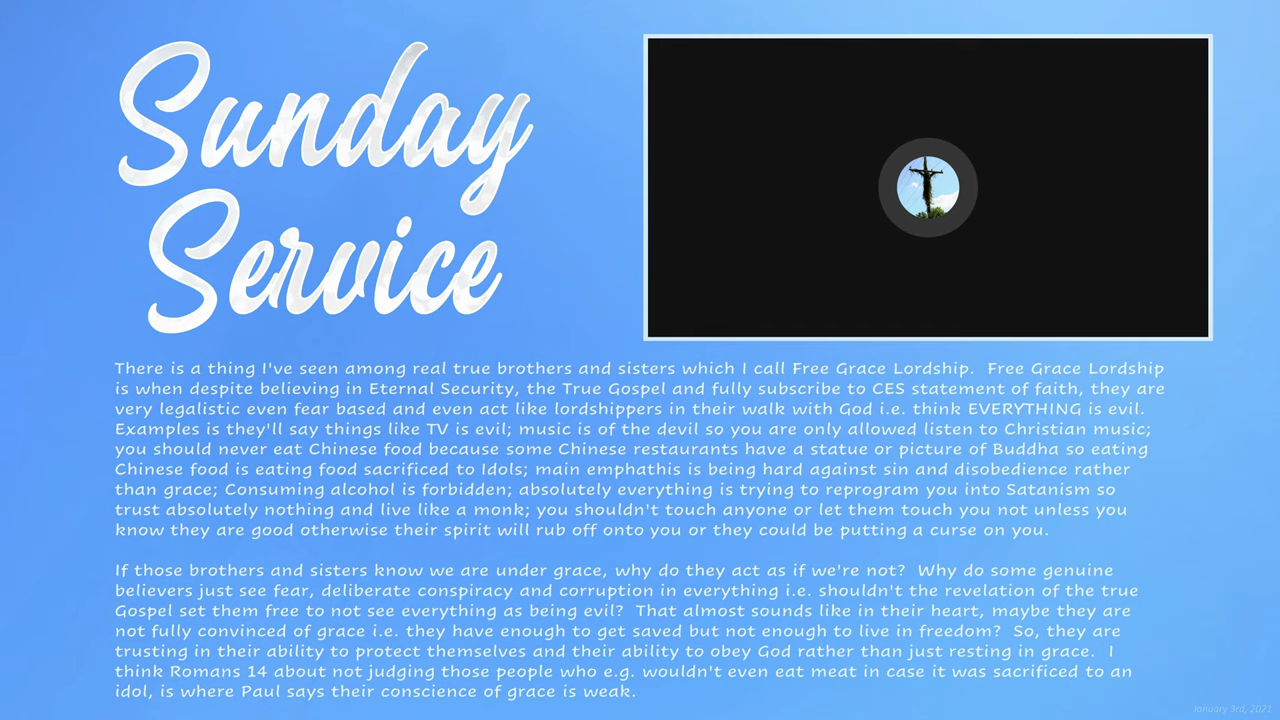 Sunday
Service
There is a thing I've seen among real true brothers and sisters which I call Free Grace Lordship.  Free Grace Lordship
is when despite believing in Eternal Security, the True Gospel and fully subscribe to CES statement of faith, they are
very legalistic even fear based and even act like lordshippers in their walk with God i.e. think EVERYTHING is evil.
Examples is they'll say things like TV is evil; music is of the devil so you are only allowed listen to Christian music;
you should never eat Chinese food because some Chinese restaurants have a statue or picture of Buddha so eating
Chinese food is eating food sacrificed to Idols; main emphathis is being hard against sin and disobedience rather
than grace; Consuming alcohol is forbidden; absolutely everything is trying to reprogram you into Satanism so
trust absolutely nothing and live like a monk; you shouldn't touch anyone or let them touch you not unless you
know they are good otherwise their spirit will rub off onto you or they could be putting a curse on you.
If those brothers and sisters know we are under grace, why do they act as if we're not?  Why do some genuine
believers just see fear, deliberate conspiracy and corruption in everything i.e. shouldn't the revelation of the true
Gospel set them free to not see everything as being evil?  That almost sounds like in their heart, maybe they are
not fully convinced of grace i.e. they have enough to get saved but not enough to live in freedom?  So, they are
trusting in their ability to protect themselves and their ability to obey God rather than just resting in grace.  I
think Romans 14 about not judging those people who e.g. wouldn't even eat meat in case it was sacrificed to an
idol, is where Paul says their conscience of grace is weak.
January 3rd, 2021